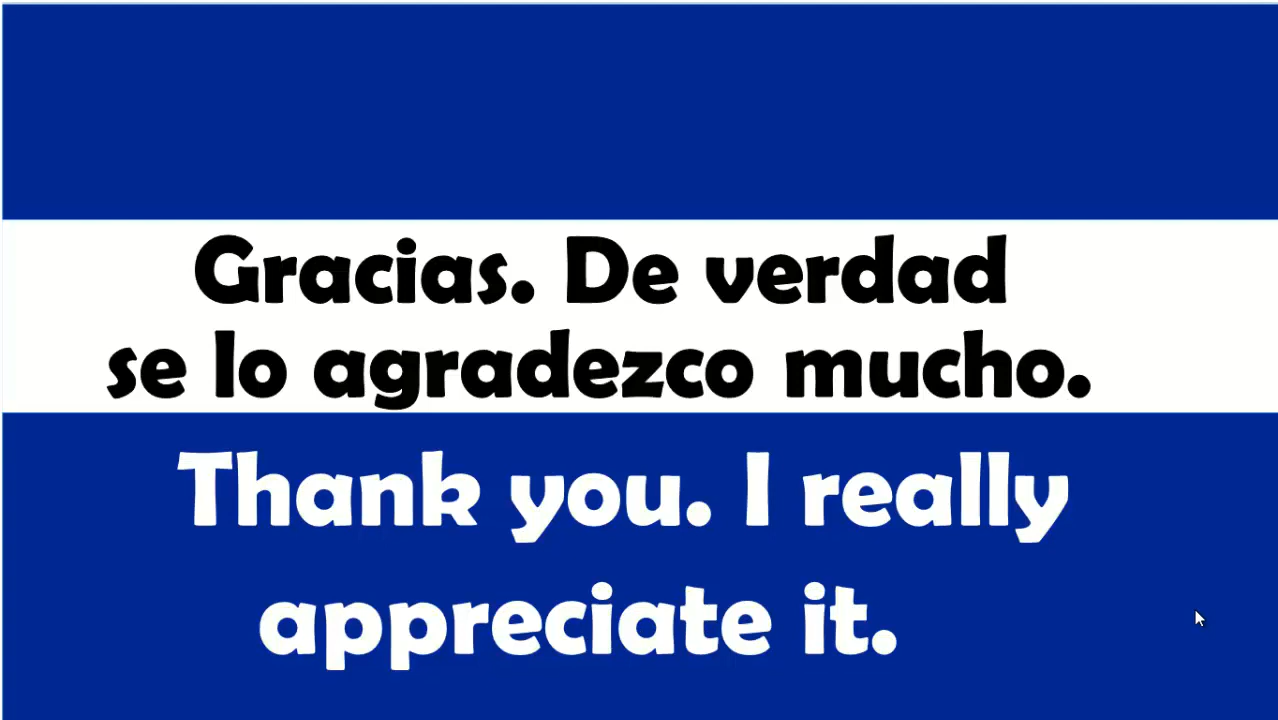 Gracias. De verdad
se lo agradezco mucho.
Thank you. I really
appreciate it.